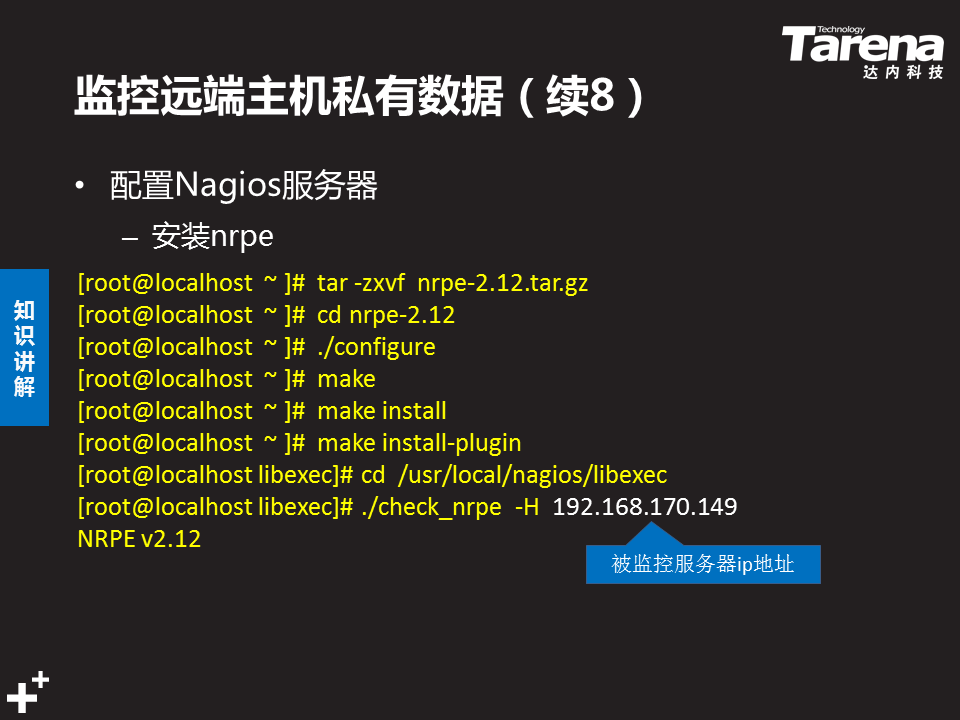 Technology
Tarena
达内科技
监控远端主机私有数据（续8）
• 配置Nagios服务器
– 安装nrpe
知识讲解
[root@localhost ~ ]# tar -zxvf nrpe-2.12.tar.gz
[root@localhost ~ ]# cd nrpe-2.12
[root@localhost ~ ]# ./configure
[root@localhost ~ ]# make
[root@localhost ~ ]# make install
[root@localhost ~ ]# make install-plugin
[root@localhost libexec]# cd /usr/local/nagios/libexec
[root@localhost libexec]# ./check_nrpe -H 192.168.170.149
NRPE v2.12
被监控服务器ip地址